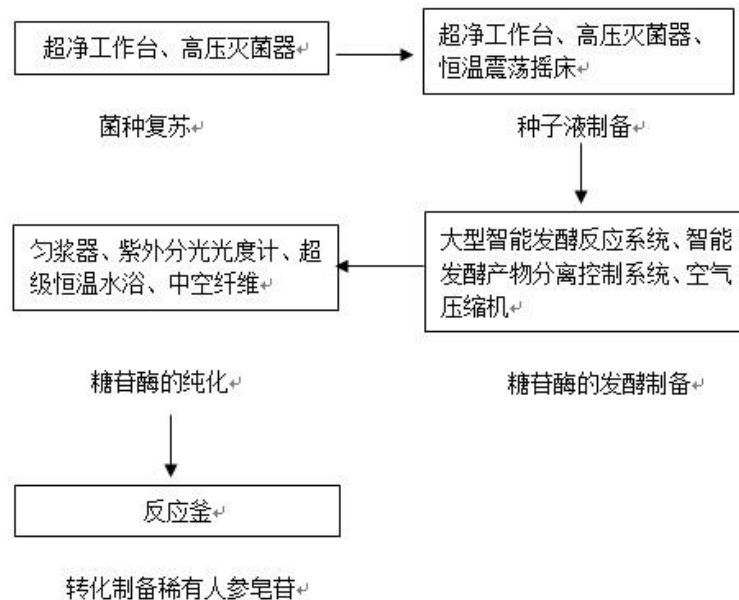 超净工作台、高压灭菌器↵
超净工作台、高压灭菌器、
恒温震荡摇床↵
菌种复苏↵
种子液制备↵
匀浆器、紫外分光光度计、超
级恒温水浴、中空纤维↵
大型智能发酵反应系统、智能
发酵产物分离控制系统、空气
压缩机↵
糖苷酶的纯化↵
糖苷酶的发酵制备↵
反应釜↵
转化制备稀有人参皂苷↵